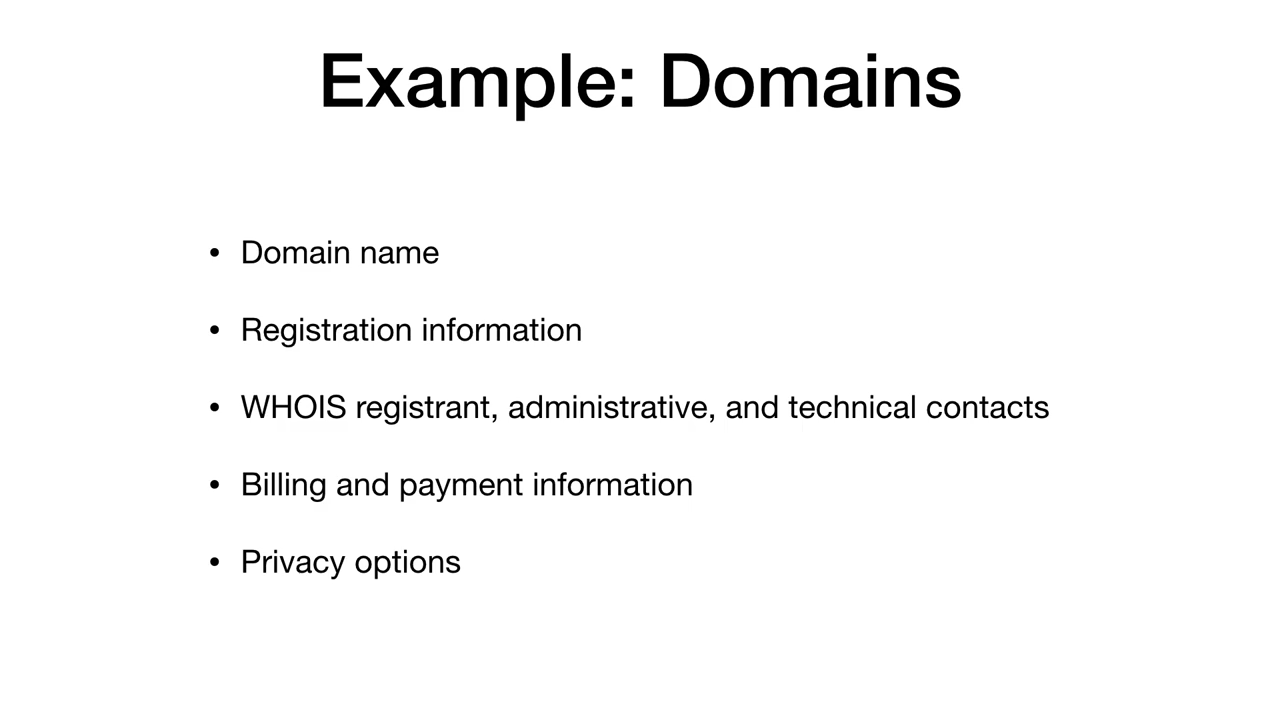 Example: Domains
• Domain name
• Registration information
• WHOIS registrant, administrative, and technical contacts
• Billing and payment information
• Privacy options